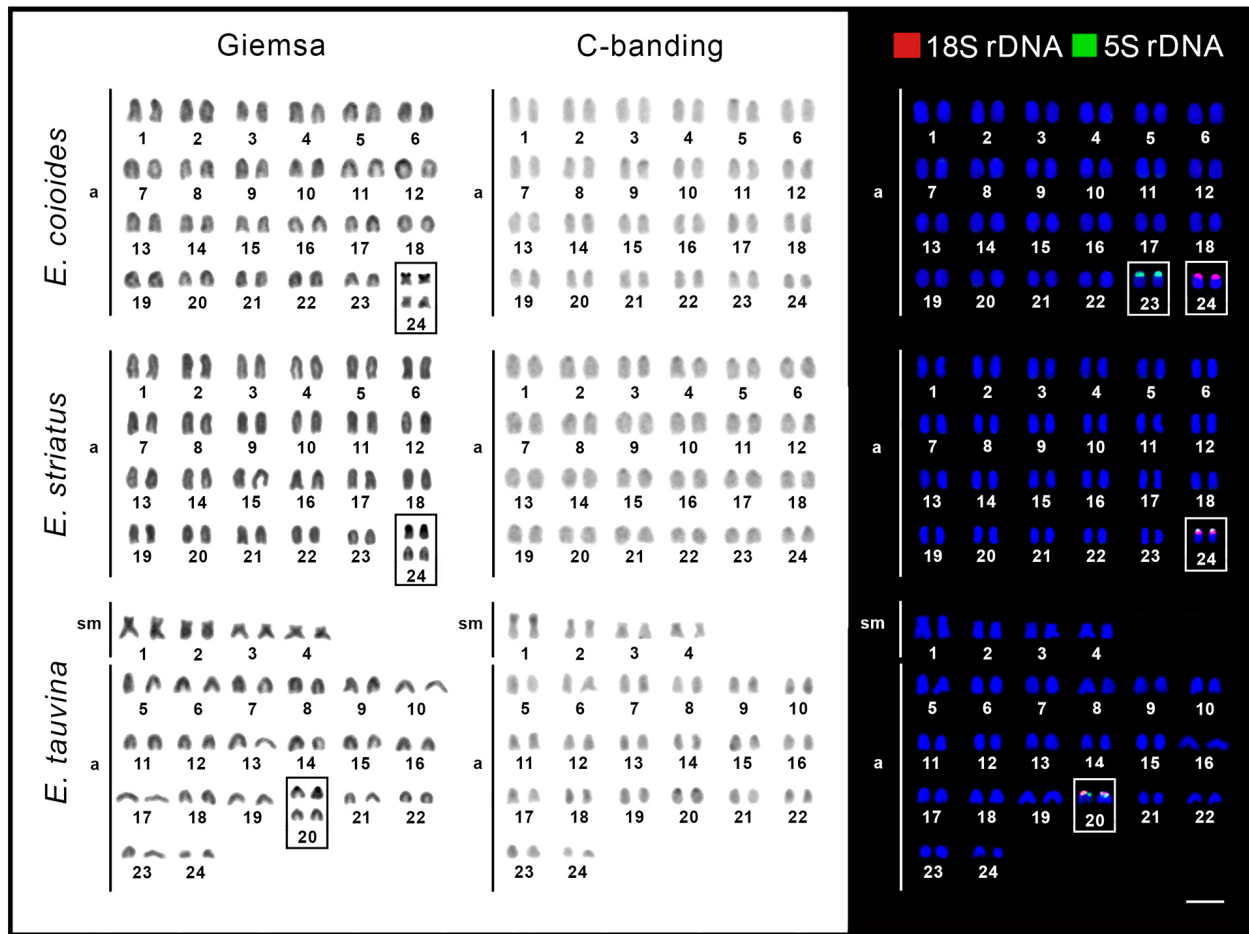 Giemsa C-banding 18S rDNA 5S rDNA
E. coioides
1 2 3 4 5 6 1 2 3 4 5 6 1 2 3 4 5 6
a 7 8 9 10 11 12 a 7 8 9 10 11 12 a 7 8 9 10 11 12
13 14 15 16 17 18 13 14 15 16 17 18 13 14 15 16 17 18
19 20 21 22 23 24 19 20 21 22 23 24 19 20 21 22 23 24
E. striatus
1 2 3 4 5 6 1 2 3 4 5 6 1 2 3 4 5 6
a 7 8 9 10 11 12 a 7 8 9 10 11 12 a 7 8 9 10 11 12
13 14 15 16 17 18 13 14 15 16 17 18 13 14 15 16 17 18
19 20 21 22 23 24 19 20 21 22 23 24 19 20 21 22 23 24
E. tauvina
sm 1 2 3 4 sm 1 2 3 4 sm 1 2 3 4
5 6 7 8 9 10 5 6 7 8 9 10 5 6 7 8 9 10
a 11 12 13 14 15 16 a 11 12 13 14 15 16 a 11 12 13 14 15 16
17 18 19 20 21 22 17 18 19 20 21 22 17 18 19 20 21 22
23 24 23 24 23 24